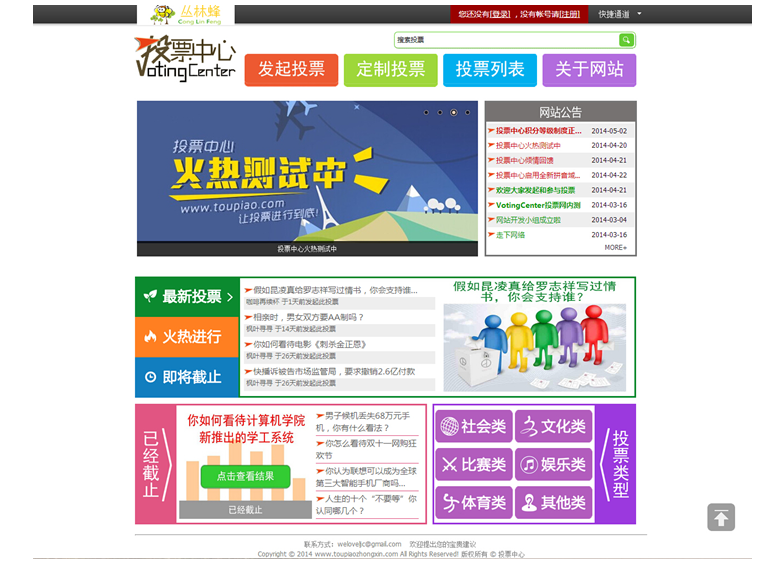 丛林蜂
Cong Lin Feng
您还没有[登录]，没有帐号请[注册]
快捷通道
投票中心
VotingCenter
搜索投票
发起投票
定制投票
投票列表
关于网站
投票中心
火热测试中
www.toupiao.com
让投票进行到底!
投票中心火热测试中
网站公告
投票中心积分等级制度正... 2014-05-02
投票中心火热测试中 2014-04-20
投票中心倾情回馈 2014-04-21
投票中心启用全新拼音域... 2014-04-22
欢迎大家发起和参与投票 2014-04-21
VotingCenter投票网内测 2014-03-16
网站开发小组成立啦 2014-03-04
走下网络 2014-03-16
MORE+
最新投票
火热进行
即将截止
假如昆凌真给罗志祥写过情书，你会支持谁...
咖啡再续杯 于1天前发起此投票
相亲时，男女双方要AA制吗？
枫叶寻寻 于14天前发起此投票
你如何看待电影《刺杀金正恩》
枫叶寻寻 于26天前发起此投票
快播诉被告市场监管局，要求撤销2.6亿付款
枫叶寻寻 于26天前发起此投票
假如昆凌真给罗志祥写过情
书，你会支持谁？
已经截止
你如何看待计算机学院
新推出的学工系统
点击查看结果
已经截止
男子候机丢失68万元手
机，你有什么看法？
你怎么看待双十一网购狂
欢节
你认为联想可以成为全球
第三大智能手机厂商吗...
人生的十个“不要等”你
认同哪几个？
社会类
文化类
比赛类
娱乐类
体育类
其他类
投票类型
联系方式：weloveljc@gmail.com 欢迎提出您的宝贵建议
Copyright © 2014 www.toupiaozhongxin.com All Rights Reserved! 版权所有 © 投票中心